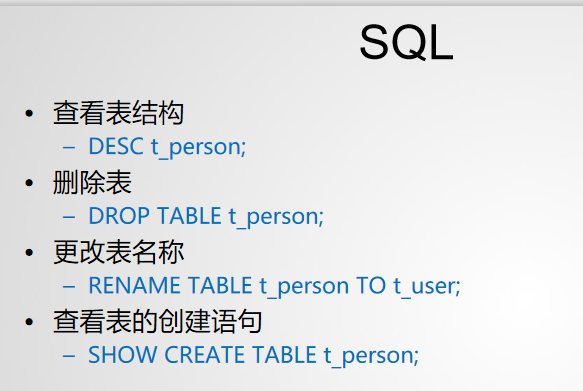 SQL
• 查看表结构
– DESC t_person;
• 删除表
– DROP TABLE t_person;
• 更改表名称
– RENAME TABLE t_person TO t_user;
• 查看表的创建语句
– SHOW CREATE TABLE t_person;